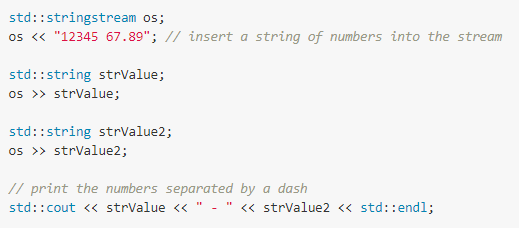 std::stringstream os;
os << "12345 67.89"; // insert a string of numbers into the stream
std::string strValue;
os >> strValue;
std::string strValue2;
os >> strValue2;
// print the numbers separated by a dash
std::cout << strValue << " - " << strValue2 << std::endl;